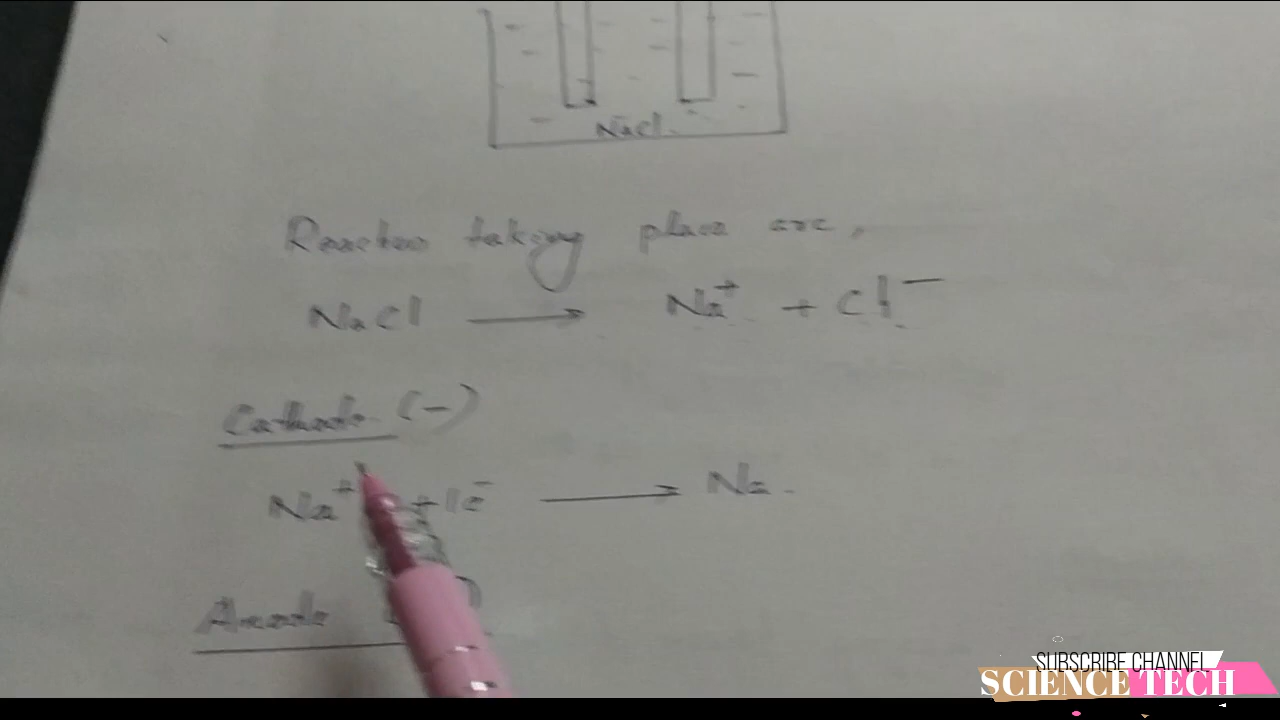 NaCl
Reaction taking place are,
NaCl → Na⁺ + Cl⁻
Cathode (-)
Na⁺ + 1e⁻ → Na.
Anode
SUBSCRIBE CHANNEL
SCIENCE TECH